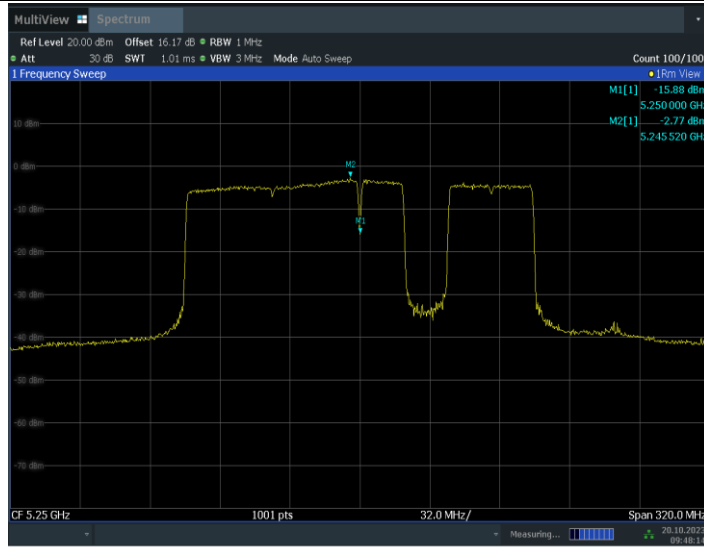 MultiView Spectrum
Ref Level 20.00 dBm Offset 16.17 dB RBW 1 MHz
Att 30 dB SWT 1.01 ms VBW 3 MHz Mode Auto Sweep Count 100/100
1 Frequency Sweep 1Rm View
M1[1] -15.88 dBm
5.250 000 GHz
M2[1] -2.77 dBm
5.245 520 GHz
10 dBm
0 dBm
M2
-10 dBm
M1
-20 dBm
-30 dBm
-40 dBm
-50 dBm
-60 dBm
-70 dBm
CF 5.25 GHz 1001 pts 32.0 MHz/ Span 320.0 MHz
Measuring... 20.10.2023
09:48:14